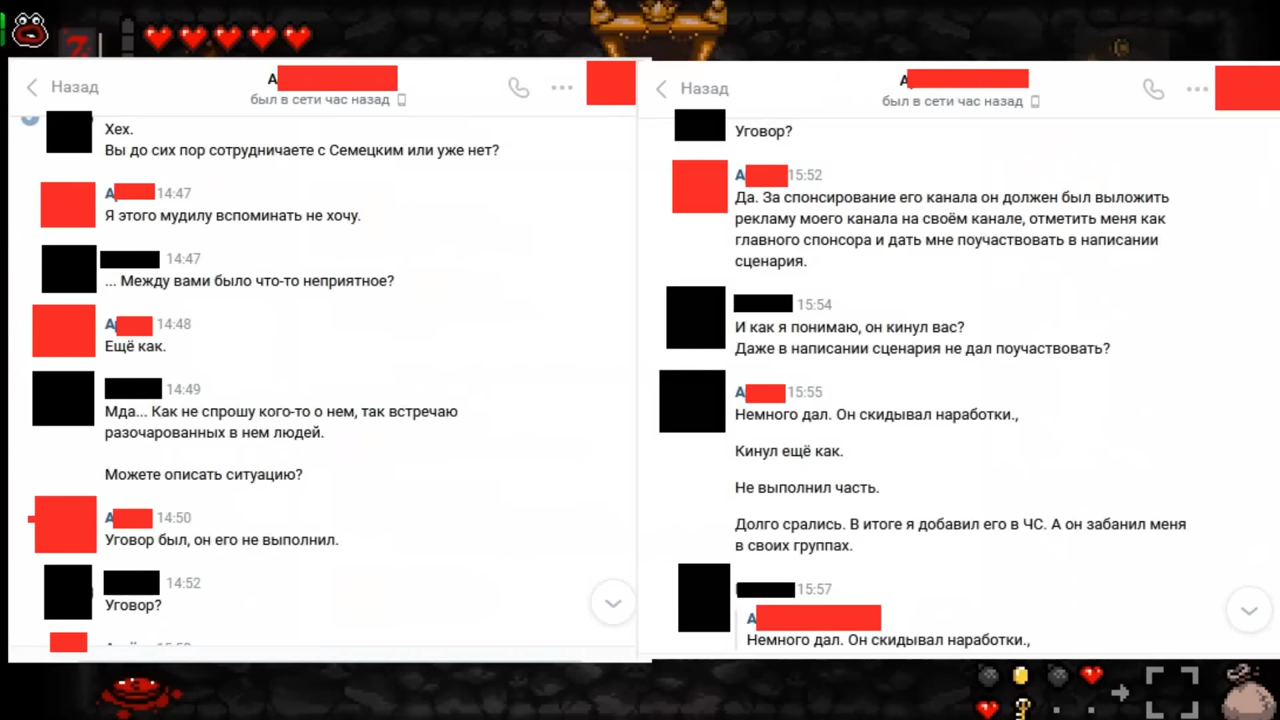 Назад
А
был в сети час назад
Хех.
Вы до сих пор сотрудничаете с Семецким или уже нет?
А 14:47
Я этого мудилу вспоминать не хочу.
14:47
... Между вами было что-то неприятное?
А 14:48
Ещё как.
14:49
Мда... Как не спрошу кого-то о нем, так встречаю
разочарованных в нем людей.
Можете описать ситуацию?
А 14:50
Уговор был, он его не выполнил.
14:52
Уговор?
Назад
А
был в сети час назад
Уговор?
А 15:52
Да. За спонсирование его канала он должен был выложить
рекламу моего канала на своём канале, отметить меня как
главного спонсора и дать мне поучаствовать в написании
сценария.
15:54
И как я понимаю, он кинул вас?
Даже в написании сценария не дал поучаствовать?
А 15:55
Немного дал. Он скидывал наработки.,
Кинул ещё как.
Не выполнил часть.
Долго срались. В итоге я добавил его в ЧС. А он забанил меня
в своих группах.
15:57
А
Немного дал. Он скидывал наработки.,